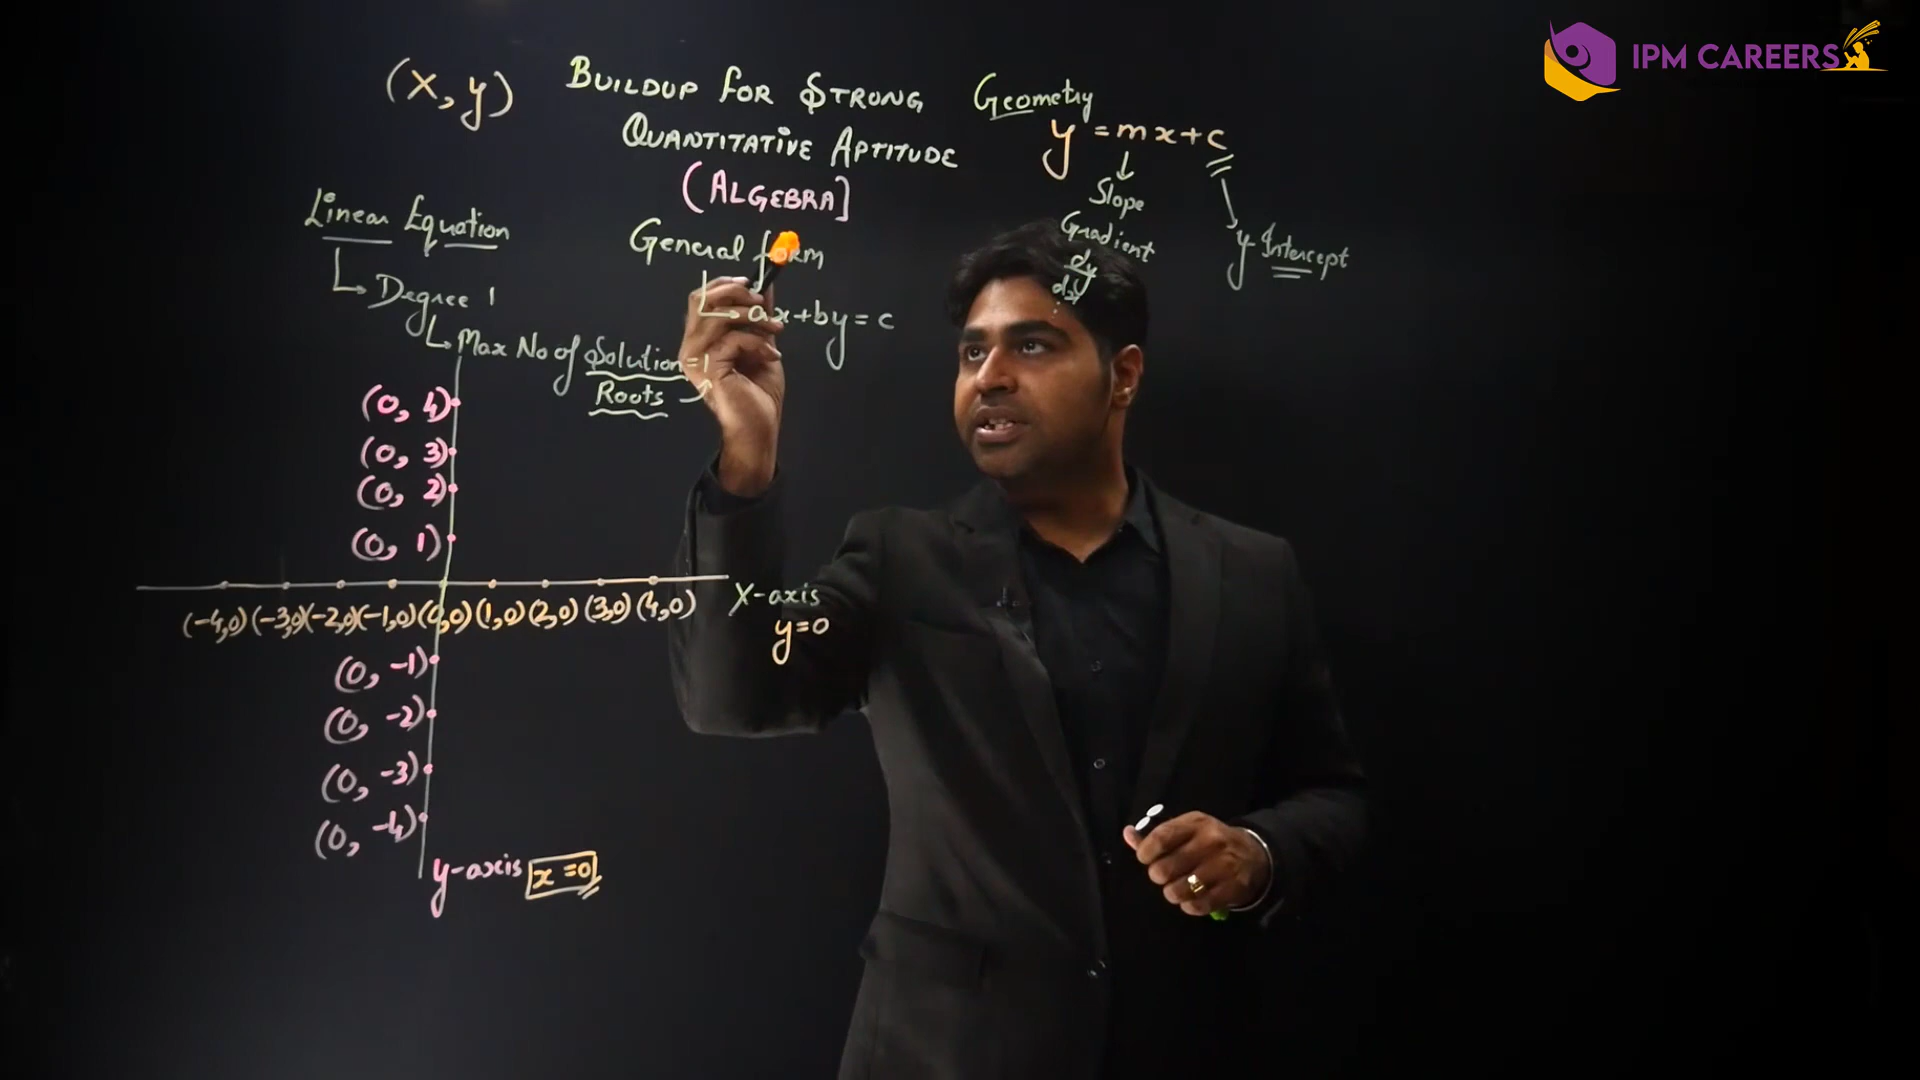 IPM CAREERS
(x, y)
BUILDUP FOR STRONG
QUANTITATIVE APTITUDE
(ALGEBRA]
Geometry
y = mx+c
Slope
Gradient
dy
dx
y-Intercept
Linear Equation
Degree 1
Max No of Solution=1
Roots
General form
ax+by=c
(0, 4)
(0, 3)
(0, 2)
(0, 1)
(-4,0) (-3,0) (-2,0) (-1,0) (0,0) (1,0) (2,0) (3,0) (4,0)
X-axis
y=0
(0, -1)
(0, -2)
(0, -3)
(0, -4)
y-axis x=0